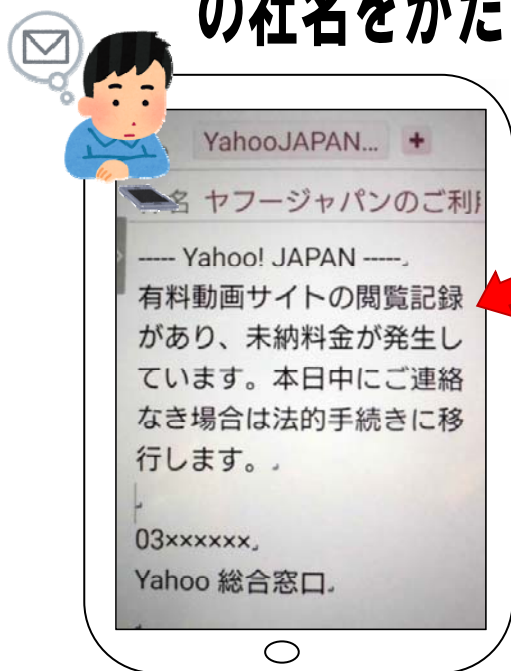 の社名をかた
YahooJAPAN... +
名 ヤフージャパンのご利
----- Yahoo! JAPAN -----
有料動画サイトの閲覧記録
があり、未納料金が発生し
ています。本日中にご連絡
なき場合は法的手続きに移
行します。
03××××××
Yahoo 総合窓口